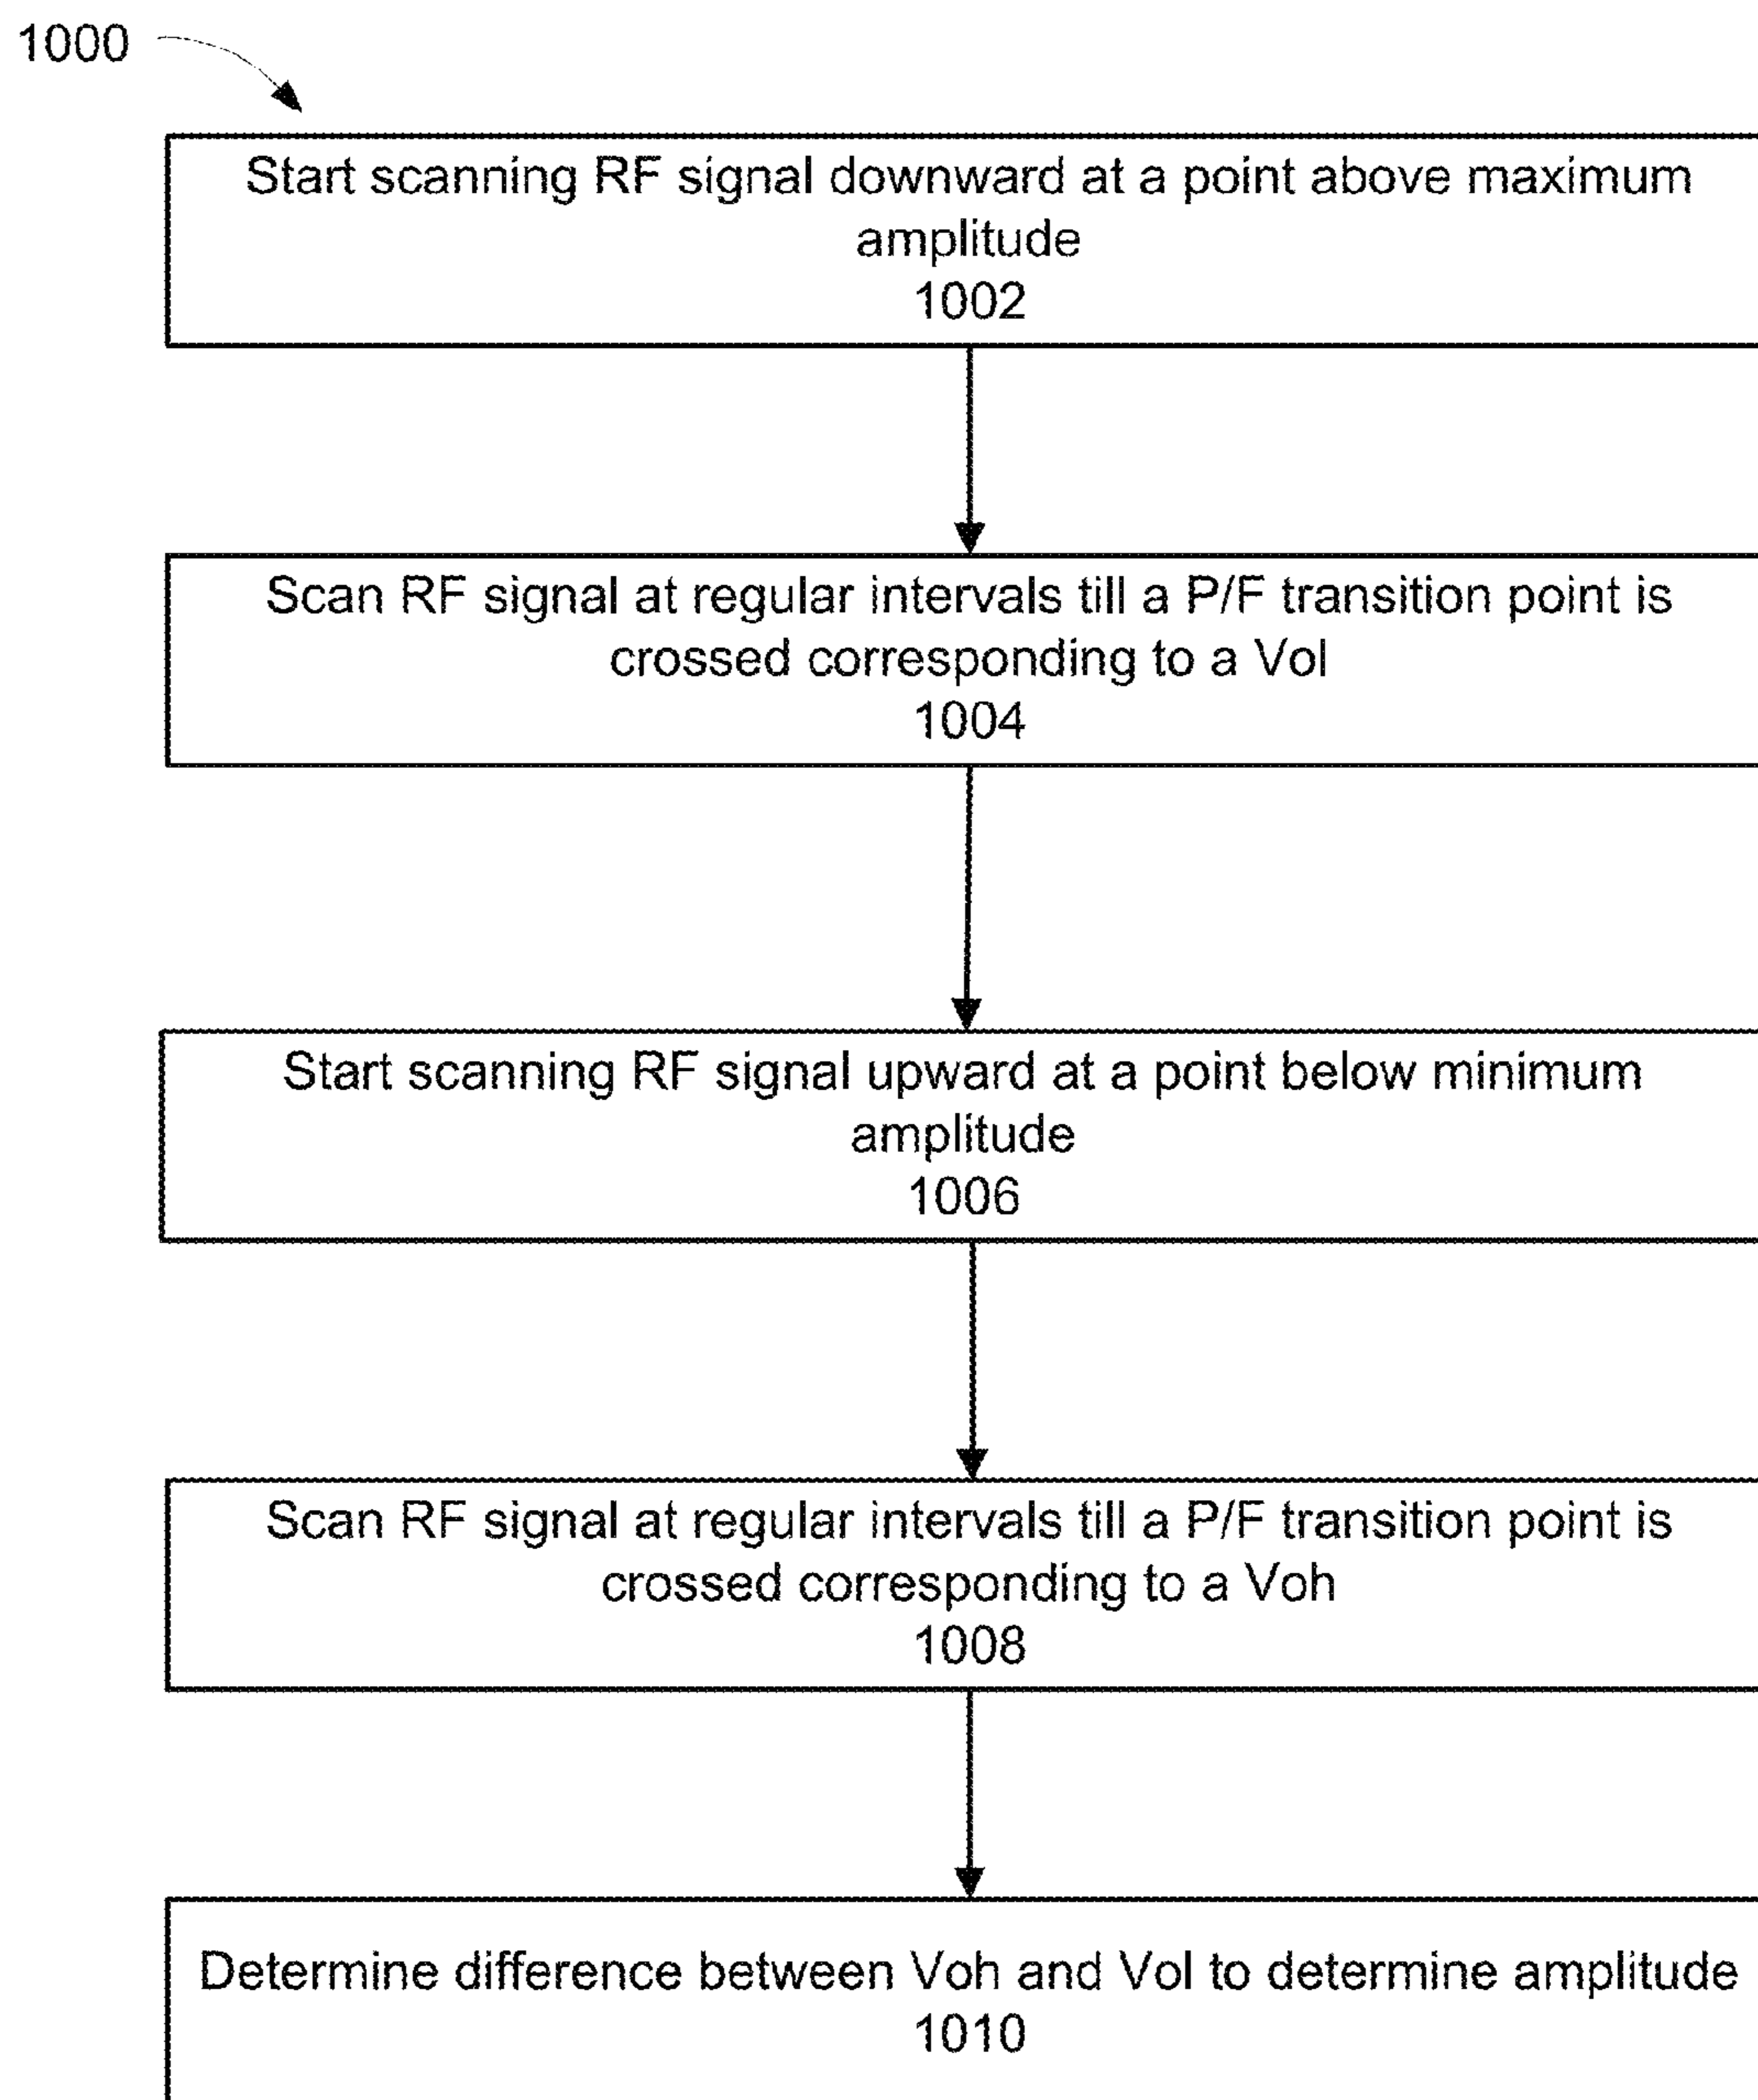 1000
Start scanning RF signal downward at a point above maximum
amplitude
1002
Scan RF signal at regular intervals till a P/F transition point is
crossed corresponding to a Vol
1004
Start scanning RF signal upward at a point below minimum
amplitude
1006
Scan RF signal at regular intervals till a P/F transition point is
crossed corresponding to a Voh
1008
Determine difference between Voh and Vol to determine amplitude
1010